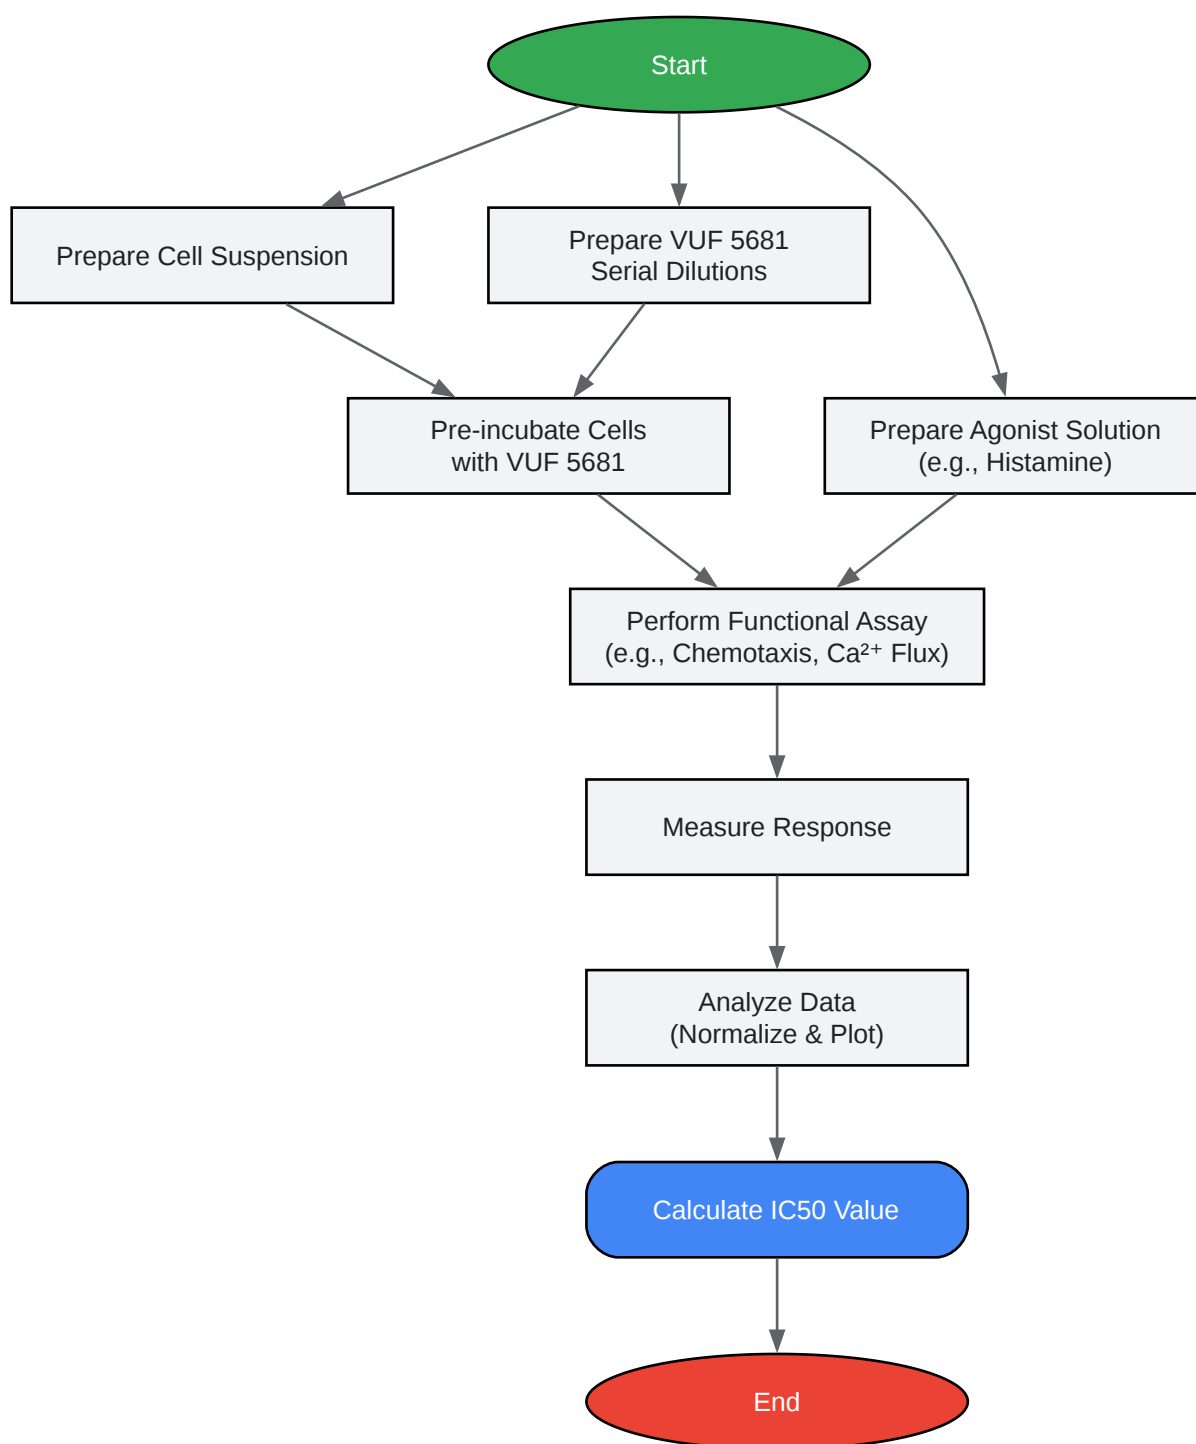 Start
Prepare Cell Suspension
Prepare VUF 5681
Serial Dilutions
Pre-incubate Cells
with VUF 5681
Prepare Agonist Solution
(e.g., Histamine)
Perform Functional Assay
(e.g., Chemotaxis, Ca²⁺ Flux)
Measure Response
Analyze Data
(Normalize & Plot)
Calculate IC50 Value
End